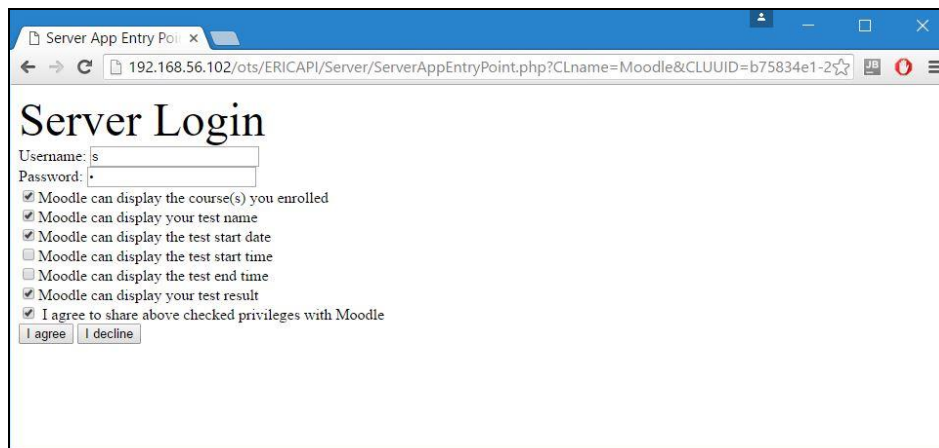 Server App Entry Poi
192.168.56.102/ots/ERICAPI/Server/ServerAppEntryPoint.php?CLname=Moodle&CLUUID=b75834e1-2
JB
Server Login
Username: s
Password: •
Moodle can display the course(s) you enrolled
Moodle can display your test name
Moodle can display the test start date
Moodle can display the test start time
Moodle can display the test end time
Moodle can display your test result
I agree to share above checked privileges with Moodle
I agree I decline